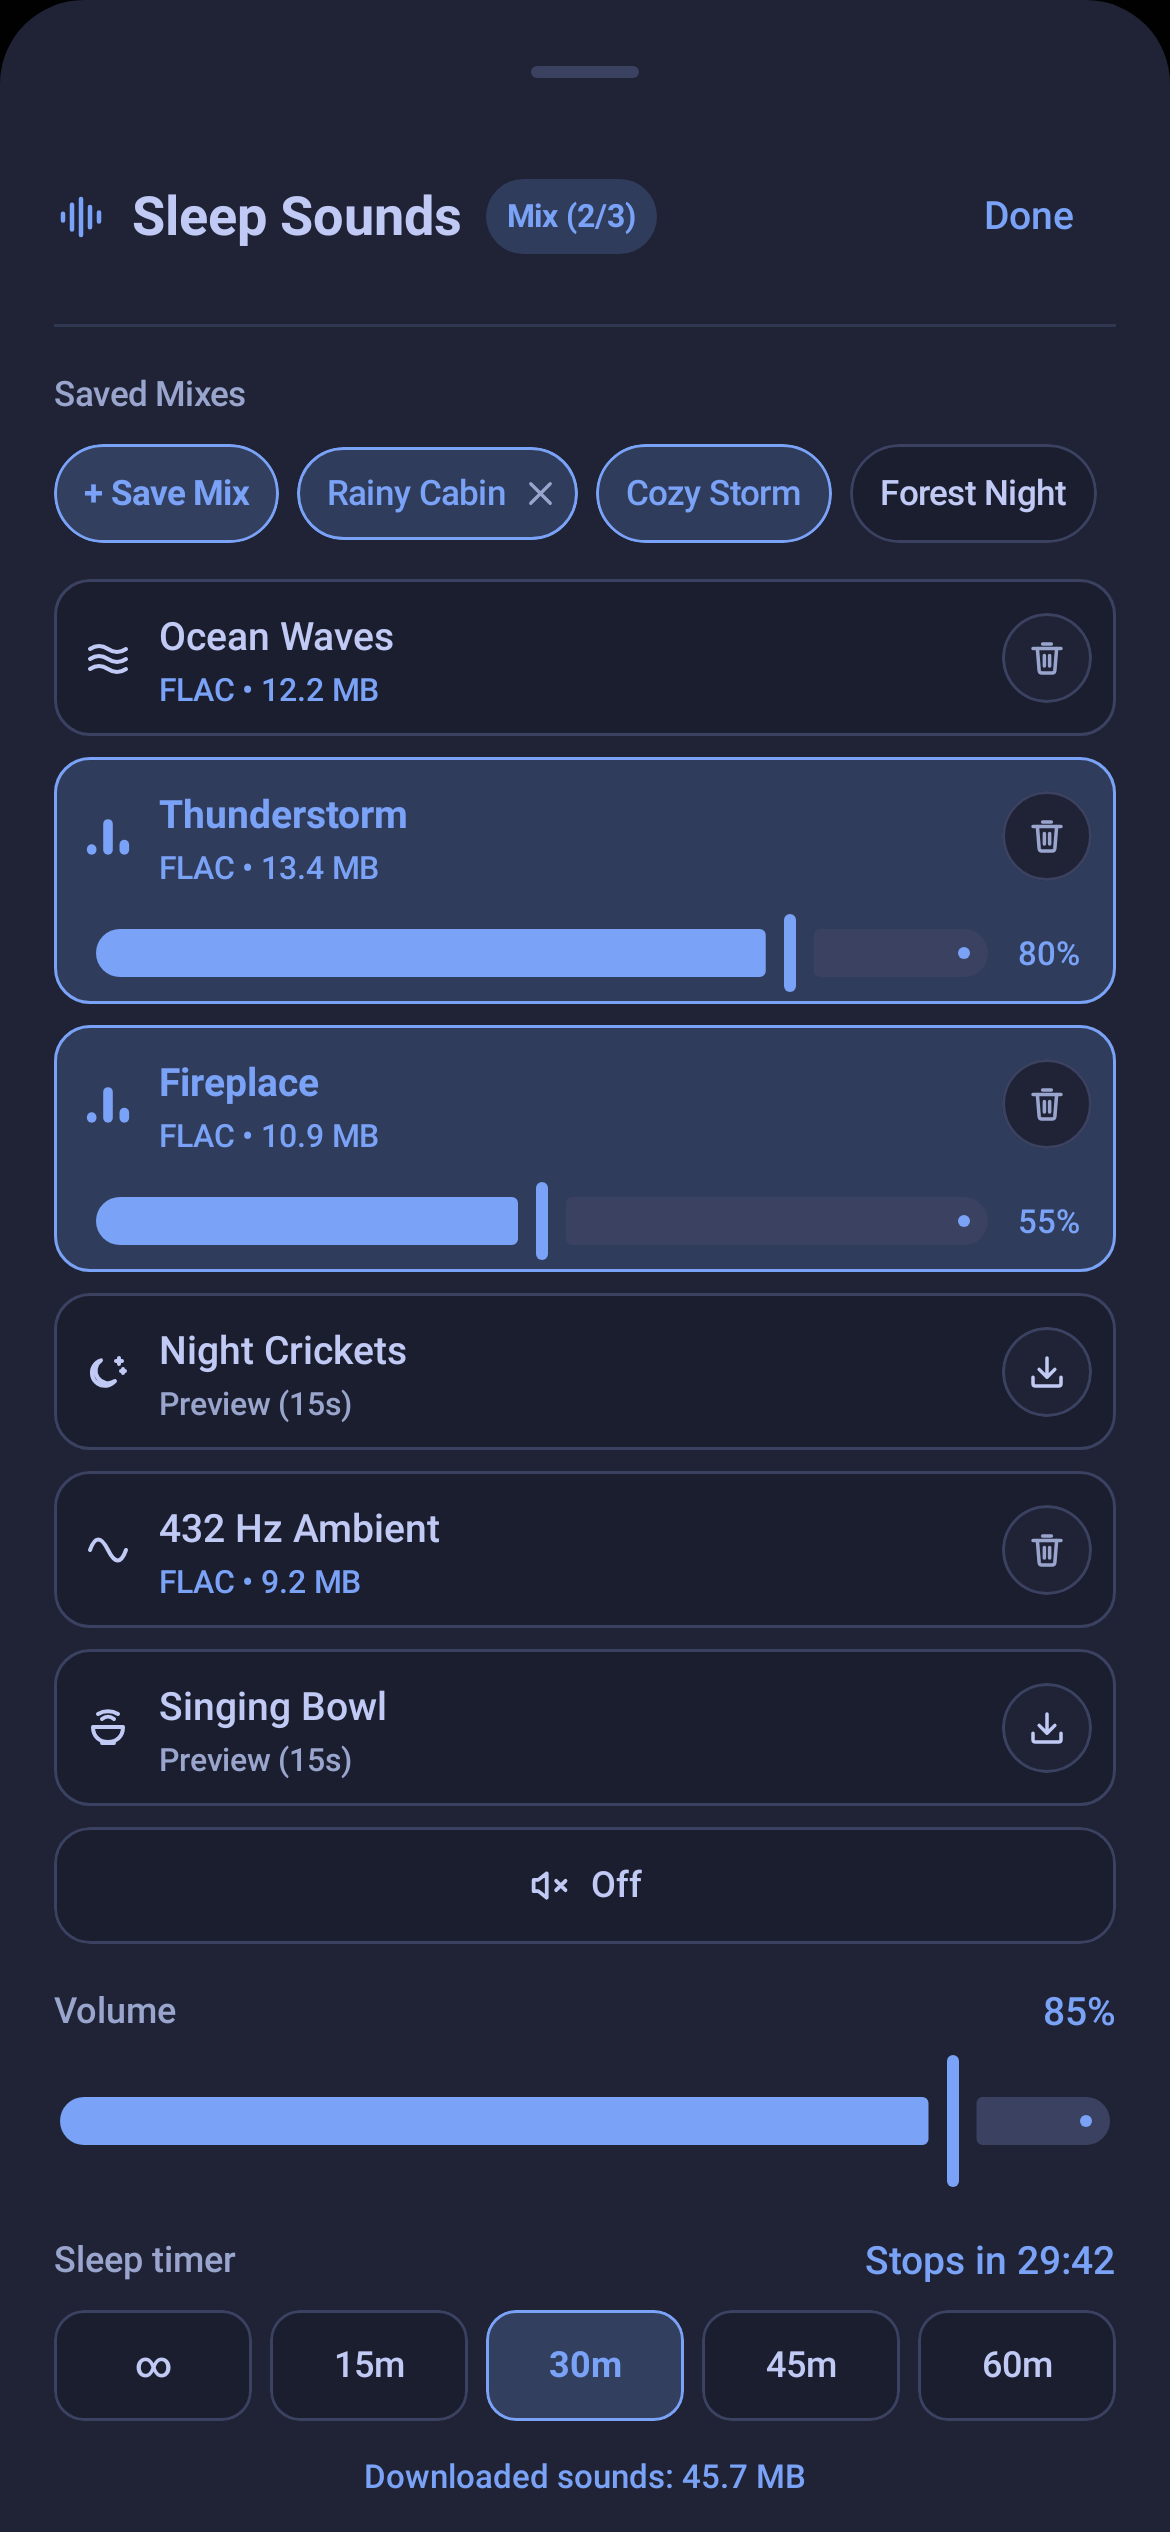 Sleep Sounds
Mix (2/3)
Done
Saved Mixes
+ Save Mix
Rainy Cabin
Cozy Storm
Forest Night
Ocean Waves
FLAC • 12.2 MB
Thunderstorm
FLAC • 13.4 MB
80%
Fireplace
FLAC • 10.9 MB
55%
Night Crickets
Preview (15s)
432 Hz Ambient
FLAC • 9.2 MB
Singing Bowl
Preview (15s)
Off
Volume
85%
Sleep timer
Stops in 29:42
∞
15m
30m
45m
60m
Downloaded sounds: 45.7 MB